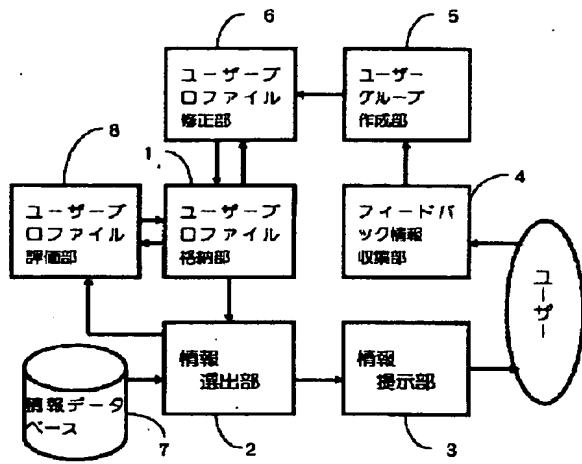 6
5
ユーザープ
ロファイル
修正部
ユーザー
グループ
作成部
8
1
4
ユーザープ
ロファイル
評価部
ユーザープ
ロファイル
格納部
フィードバ
ック情報
収集部
ユーザー
情報
選出部
情報
提示部
情報データ
ベース
7
2
3